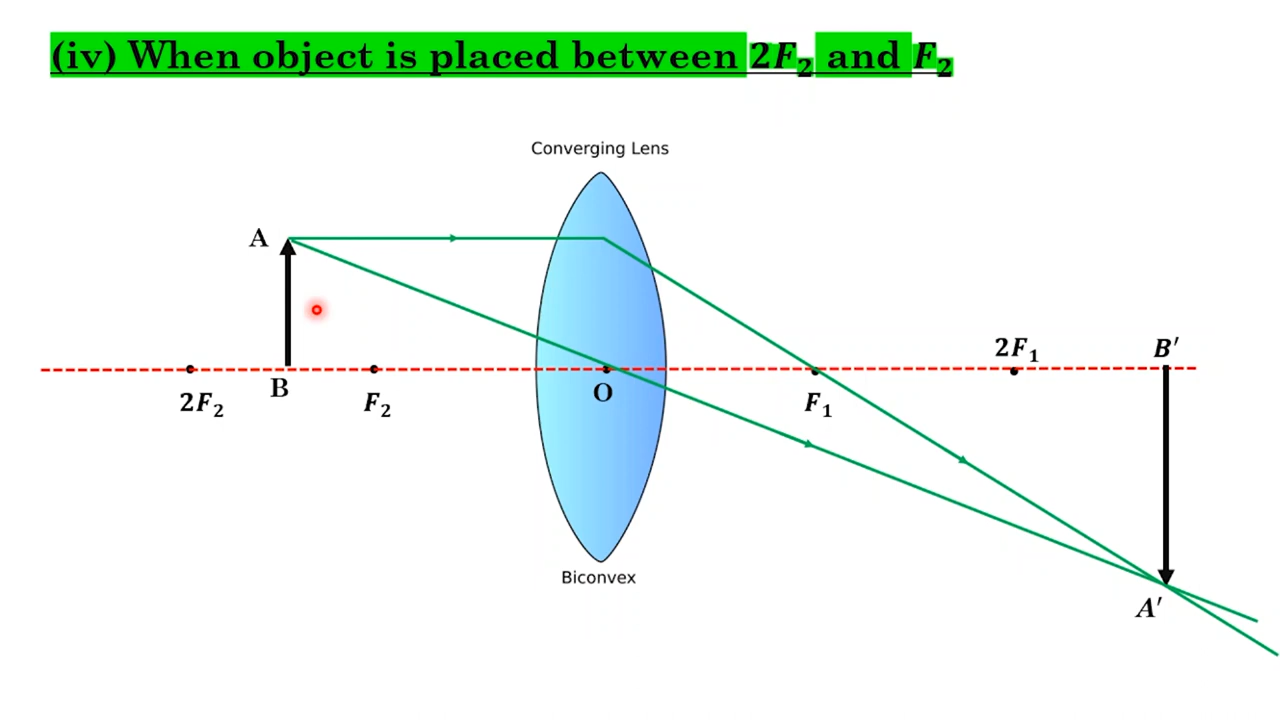 (iv) When object is placed between 2F₂ and F₂
Converging Lens
A
2F₁
B′
B
2F₂
F₂
O
F₁
Biconvex
A′